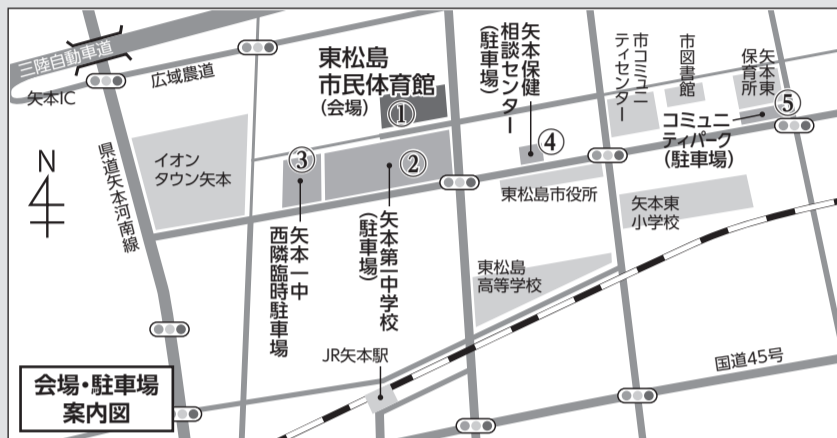 三陸自動車道
矢本IC
広域農道
県道矢本河南線
N
イオン
タウン矢本
東松島
市民体育館
(会場)
①
②
③
矢本一中
西隣臨時駐車場
矢本第一中学校
(駐車場)
矢本保健
相談センター
(駐車場)
④
市コミュニ
ティセンター
市図書館
矢本東
保育所
⑤
コミュニ
ティパーク
(駐車場)
東松島市役所
矢本東
小学校
東松島
高等学校
JR矢本駅
国道45号
会場・駐車場
案内図